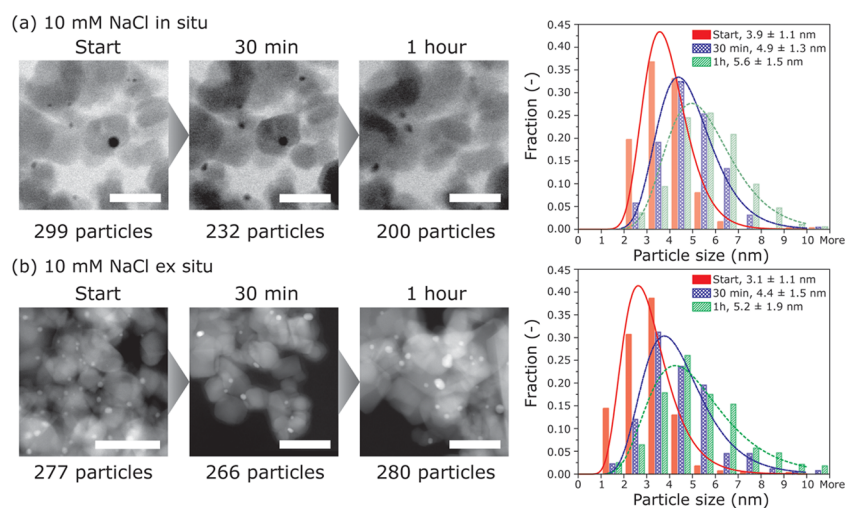 (a) 10 mM NaCl in situ
Start
30 min
1 hour
299 particles
232 particles
200 particles
0.45
0.40
0.35
0.30
0.25
0.20
0.15
0.10
0.05
0.00
Fraction (-)
Start, 3.9 ± 1.1 nm
30 min, 4.9 ± 1.3 nm
1h, 5.6 ± 1.5 nm
0 1 2 3 4 5 6 7 8 9 10 More
Particle size (nm)
(b) 10 mM NaCl ex situ
Start
30 min
1 hour
277 particles
266 particles
280 particles
0.45
0.40
0.35
0.30
0.25
0.20
0.15
0.10
0.05
0.00
Fraction (-)
Start, 3.1 ± 1.1 nm
30 min, 4.4 ± 1.5 nm
1h, 5.2 ± 1.9 nm
0 1 2 3 4 5 6 7 8 9 10 More
Particle size (nm)